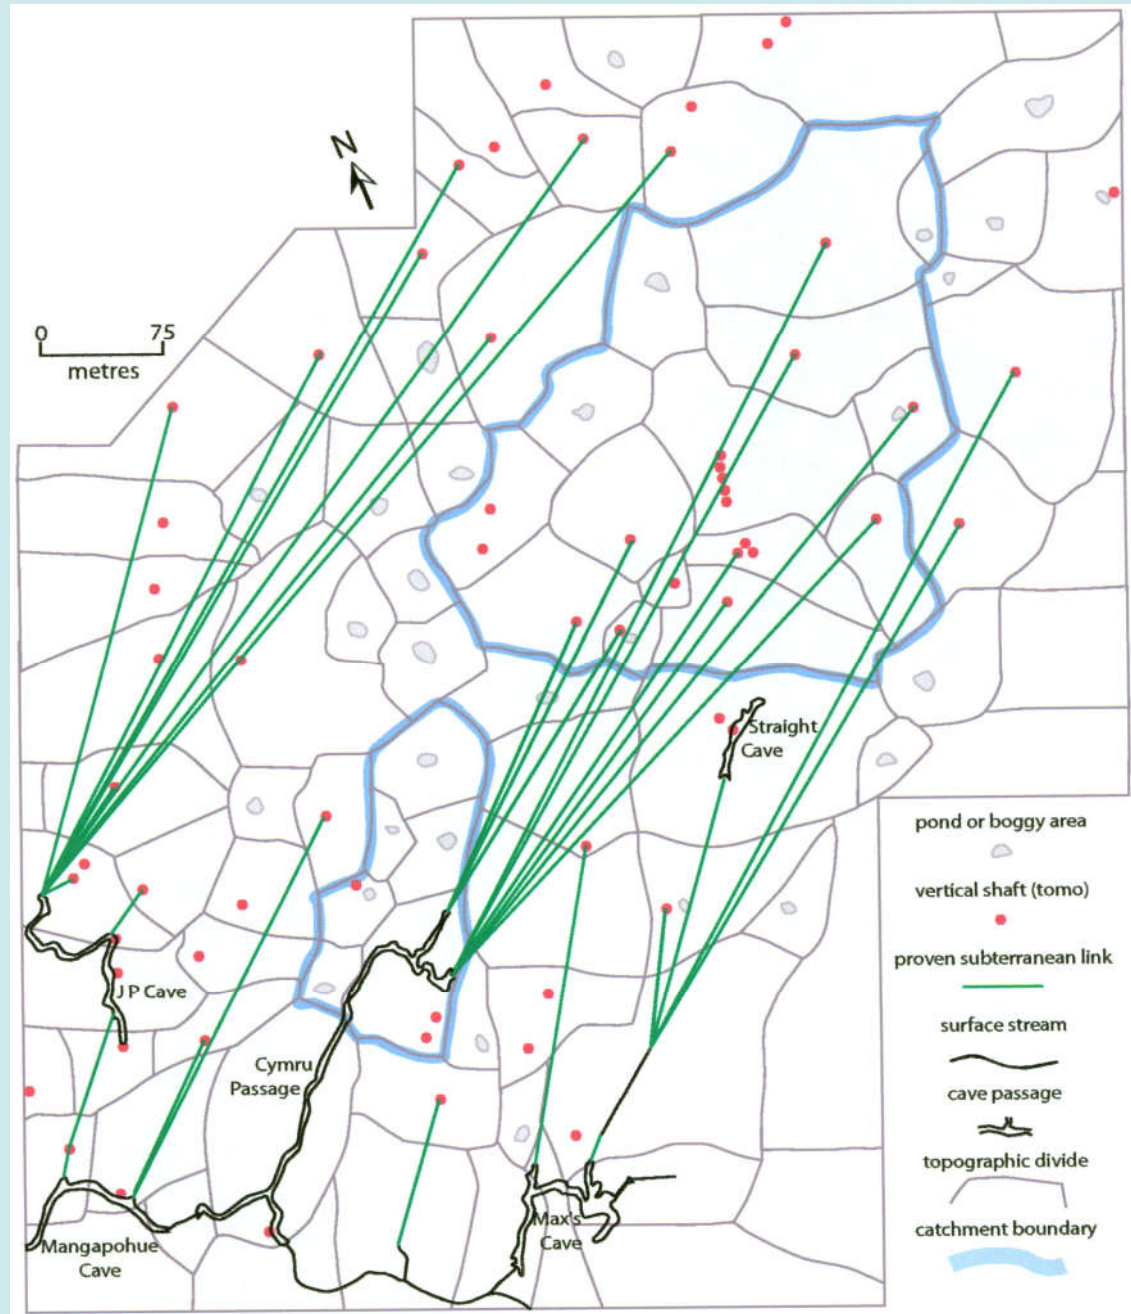 N
0 75
metres
Straight
Cave
J P Cave
Cymru
Passage
Max's
Cave
Mangapohue
Cave
pond or boggy area
vertical shaft (tomo)
proven subterranean link
surface stream
cave passage
topographic divide
catchment boundary